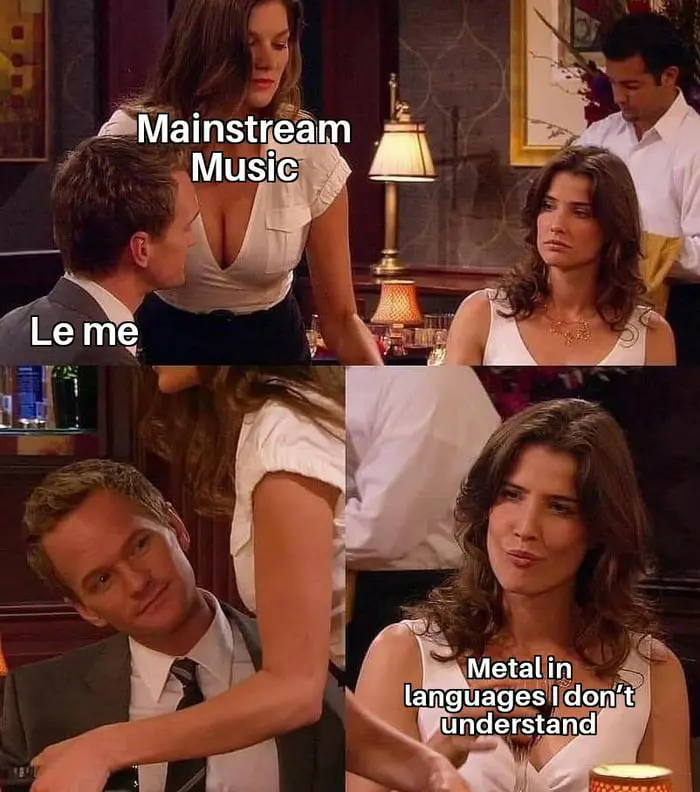 Mainstream
Music
Le me
Metal in
languages I don't
understand